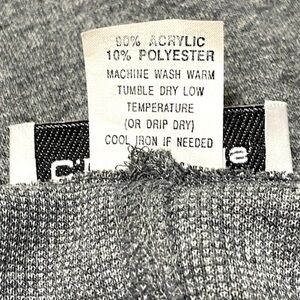 90% ACRYLIC
10% POLYESTER
MACHINE WASH WARM
TUMBLE DRY LOW
TEMPERATURE
(OR DRIP DRY)
COOL IRON IF NEEDED